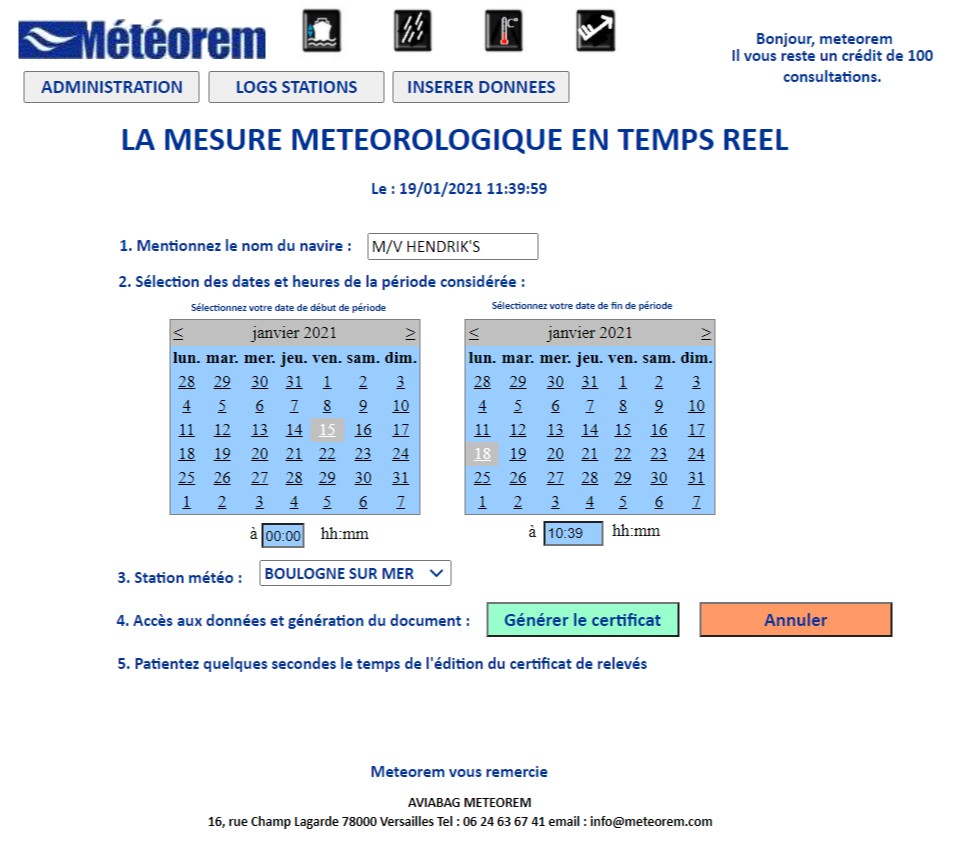 Météorem
Bonjour, meteorem
Il vous reste un crédit de 100
consultations.
ADMINISTRATION LOGS STATIONS INSERER DONNEES
LA MESURE METEOROLOGIQUE EN TEMPS REEL
Le : 19/01/2021 11:39:59
1. Mentionnez le nom du navire : M/V HENDRIK'S
2. Sélection des dates et heures de la période considérée :
Sélectionnez votre date de début de période
< janvier 2021 >
lun. mar. mer. jeu. ven. sam. dim.
28 29 30 31 1 2 3
4 5 6 7 8 9 10
11 12 13 14 15 16 17
18 19 20 21 22 23 24
25 26 27 28 29 30 31
1 2 3 4 5 6 7
à 00:00 hh:mm
Sélectionnez votre date de fin de période
< janvier 2021 >
lun. mar. mer. jeu. ven. sam. dim.
28 29 30 31 1 2 3
4 5 6 7 8 9 10
11 12 13 14 15 16 17
18 19 20 21 22 23 24
25 26 27 28 29 30 31
1 2 3 4 5 6 7
à 10:39 hh:mm
3. Station météo : BOULOGNE SUR MER
4. Accès aux données et génération du document : Générer le certificat Annuler
5. Patientez quelques secondes le temps de l'édition du certificat de relevés
Meteorem vous remercie
AVIABAG METEOREM
16, rue Champ Lagarde 78000 Versailles Tel : 06 24 63 67 41 email : info@meteorem.com